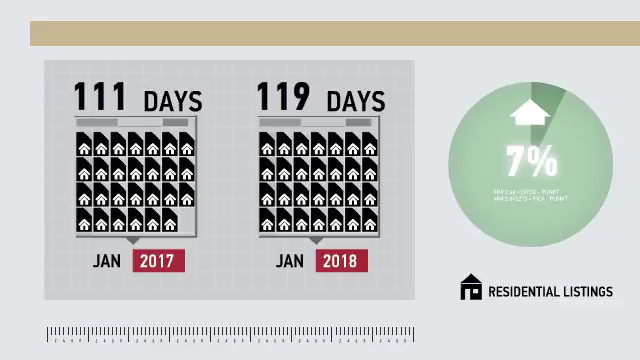 111 DAYS
119 DAYS
JAN 2017
JAN 2018
7%
RESIDENTIAL LISTINGS